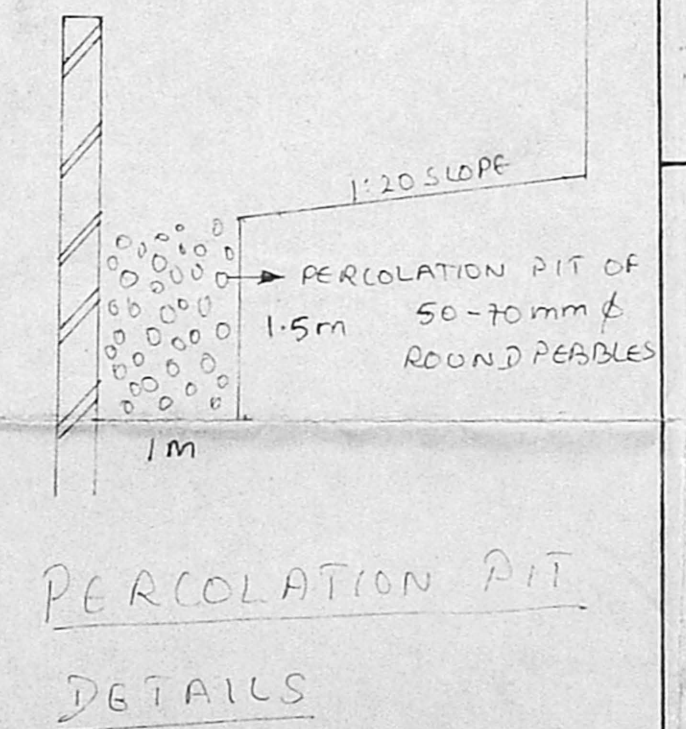 1:20 SLOPE
PERCOLATION PIT OF
1.5m 50-70mm ∅
ROUND PEBBLES
1m
PERCOLATION PIT
DETAILS